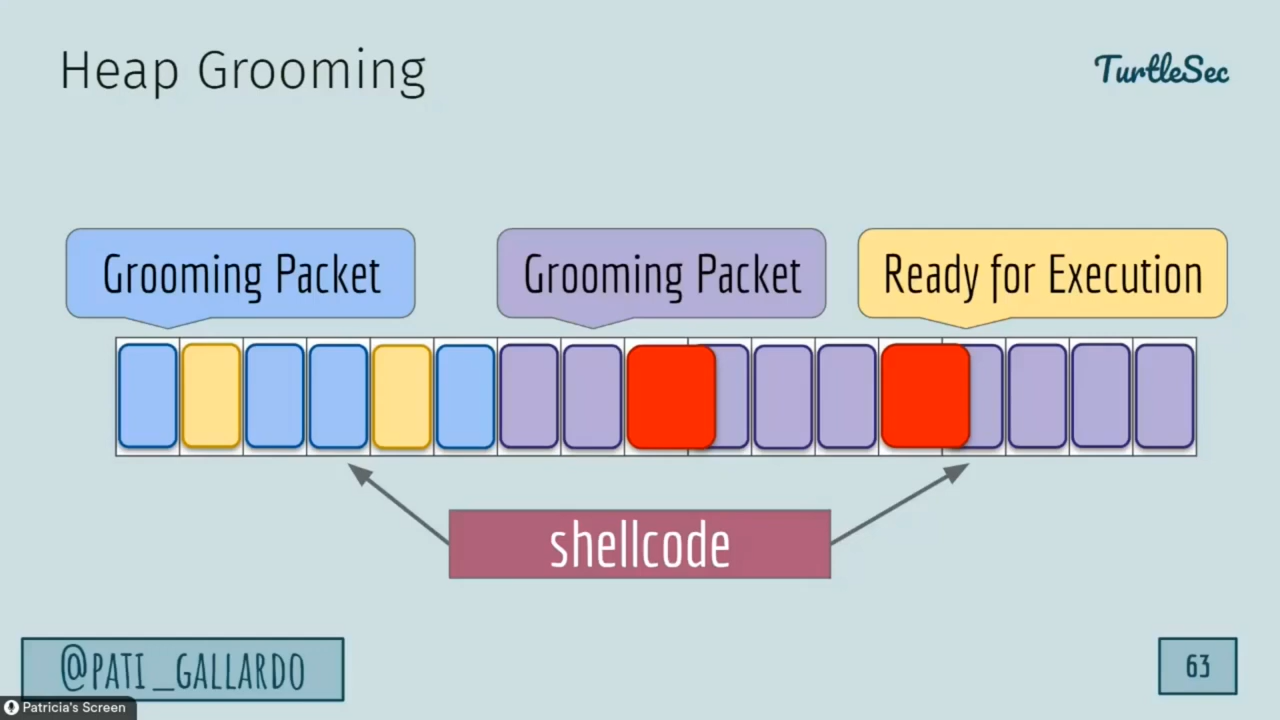 Heap Grooming
TurtleSec
Grooming Packet
Grooming Packet
Ready for Execution
shellcode
@PATI_GALLARDO
63
Patricia's Screen